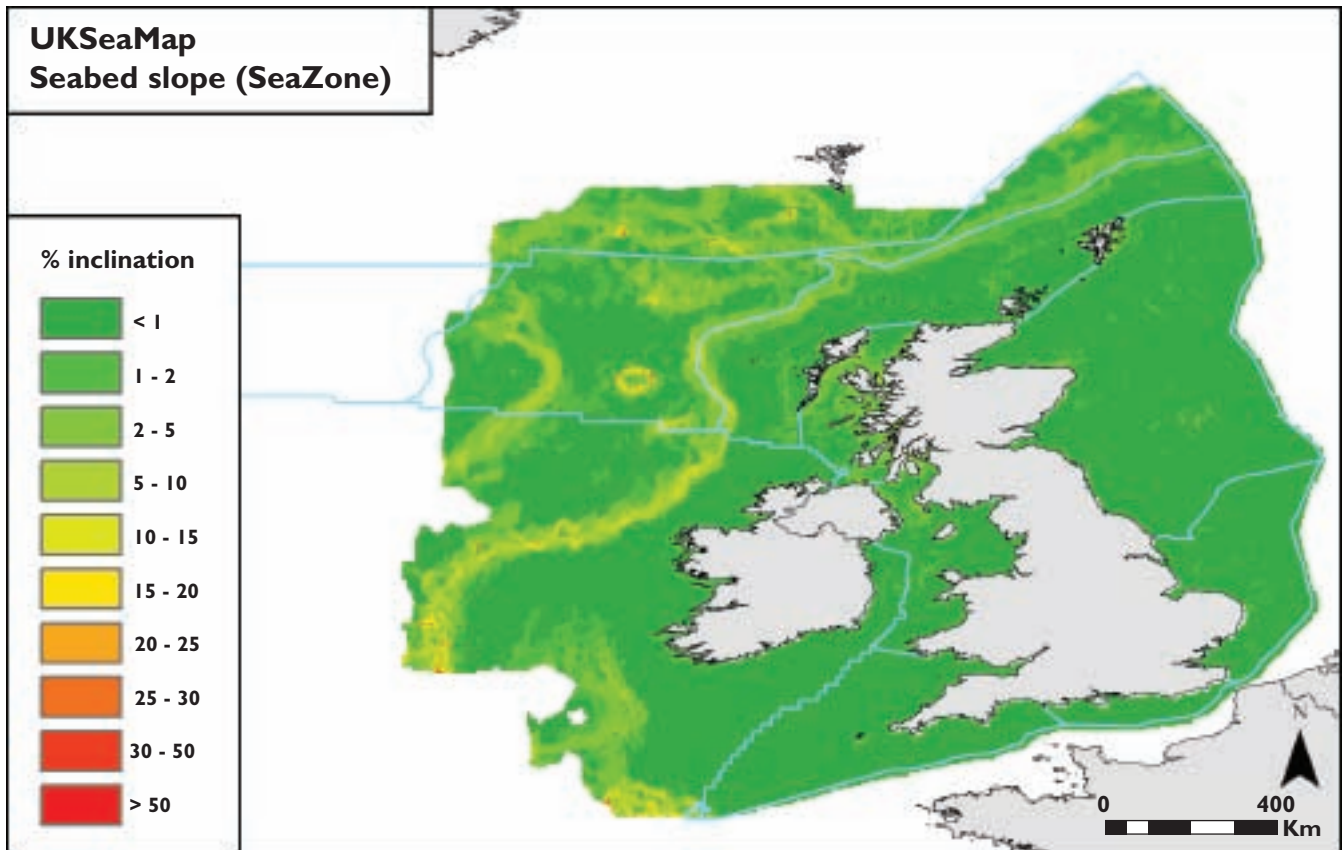 UKSeaMap
Seabed slope (SeaZone)
% inclination
< 1
1 - 2
2 - 5
5 - 10
10 - 15
15 - 20
20 - 25
25 - 30
30 - 50
> 50
N
0 400
Km